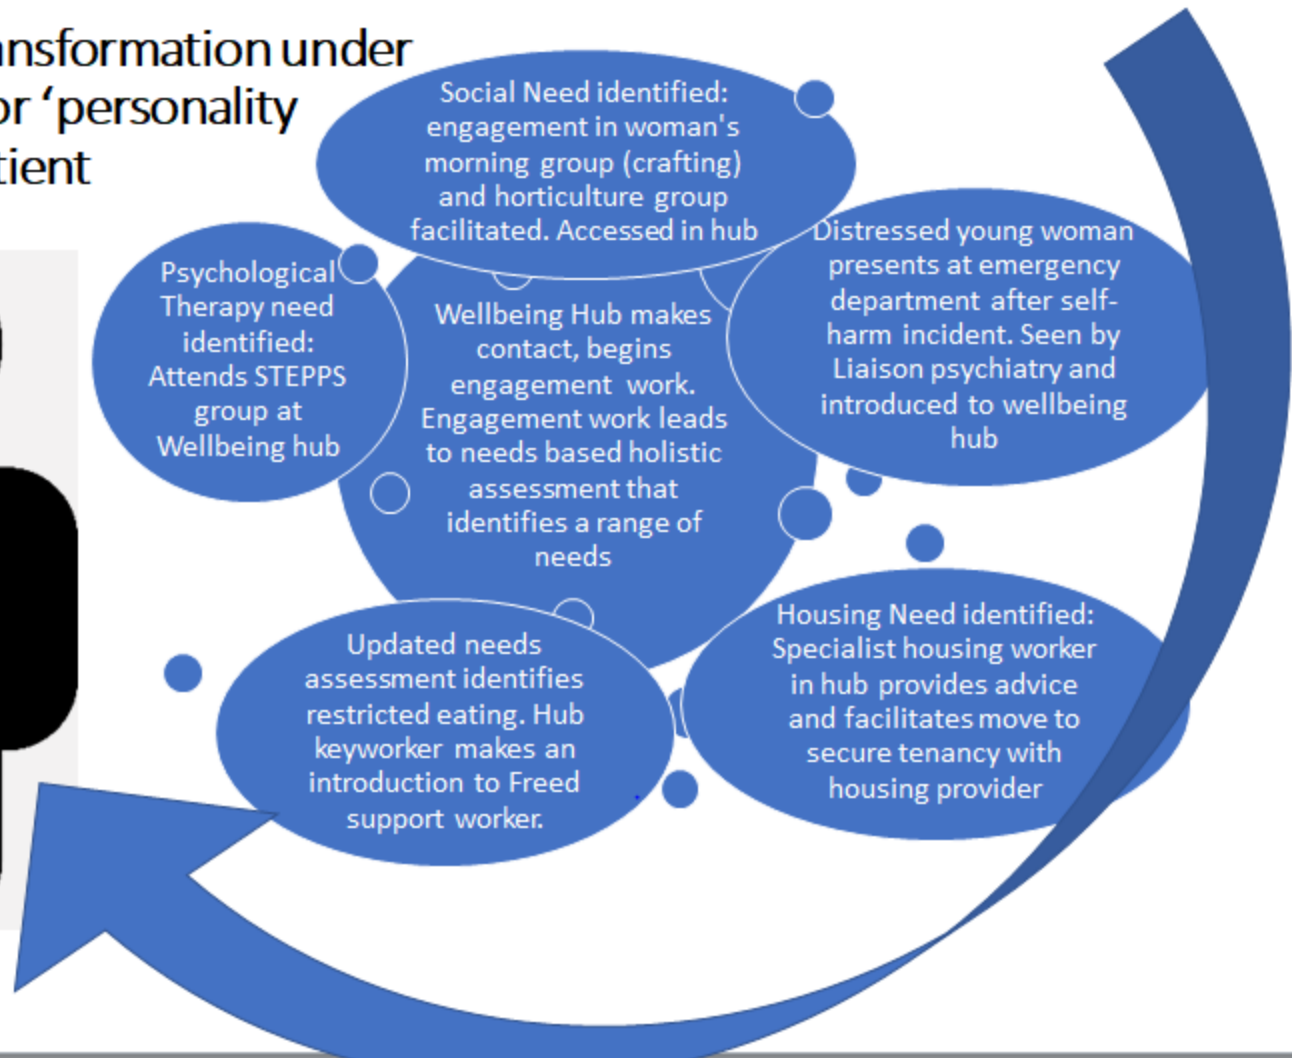 ansformation under
or ‘personality
tient
Social Need identified:
engagement in woman's
morning group (crafting)
and horticulture group
facilitated. Accessed in hub
Distressed young woman
presents at emergency
department after self-
harm incident. Seen by
Liaison psychiatry and
introduced to wellbeing
hub
Psychological
Therapy need
identified:
Attends STEPPS
group at
Wellbeing hub
Wellbeing Hub makes
contact, begins
engagement work.
Engagement work leads
to needs based holistic
assessment that
identifies a range of
needs
Updated needs
assessment identifies
restricted eating. Hub
keyworker makes an
introduction to Freed
support worker.
Housing Need identified:
Specialist housing worker
in hub provides advice
and facilitates move to
secure tenancy with
housing provider